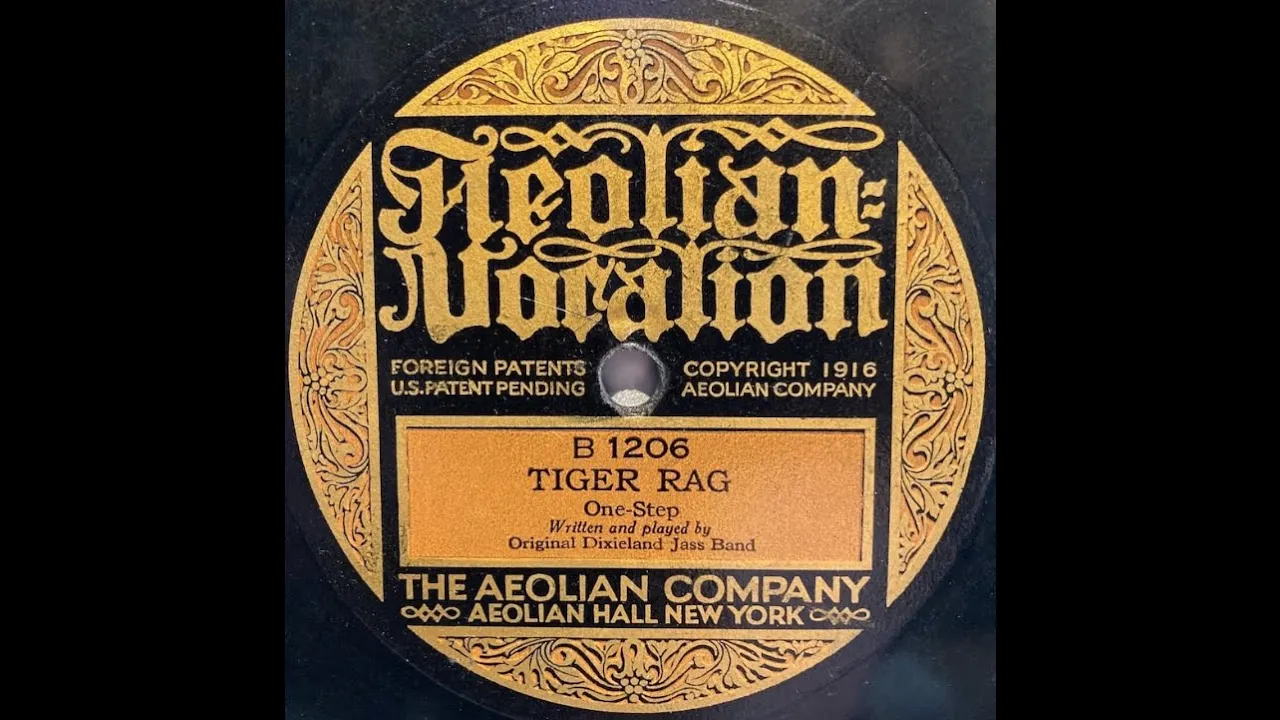 Aeolian-
Vocalion
FOREIGN PATENTS
U.S. PATENT PENDING
COPYRIGHT 1916
AEOLIAN COMPANY
B 1206
TIGER RAG
One-Step
Written and played by
Original Dixieland Jass Band
THE AEOLIAN COMPANY
AEOLIAN HALL NEW YORK